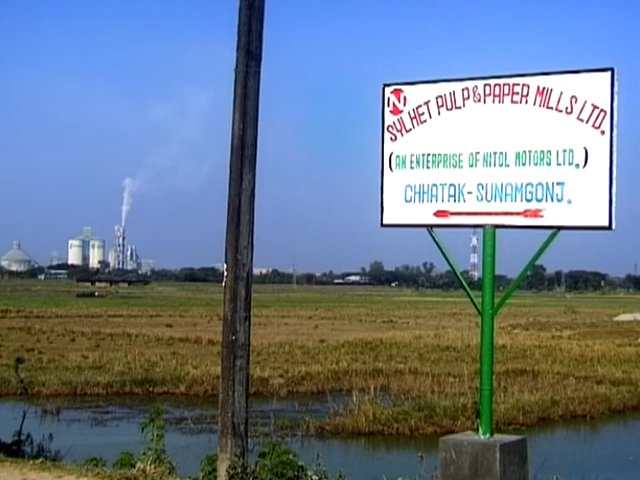 N
SYLHET PULP & PAPER MILLS LTD.
(AN ENTERPRISE OF NITOL MOTORS LTD.)
CHHATAK-SUNAMGONJ.